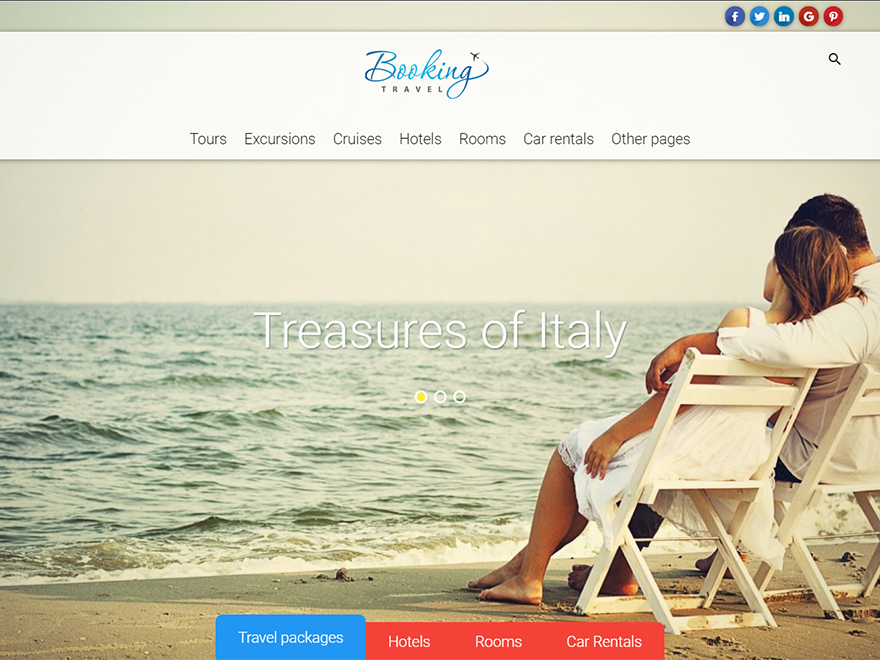 Booking
TRAVEL
Tours Excursions Cruises Hotels Rooms Car rentals Other pages
Treasures of Italy
Travel packages Hotels Rooms Car Rentals